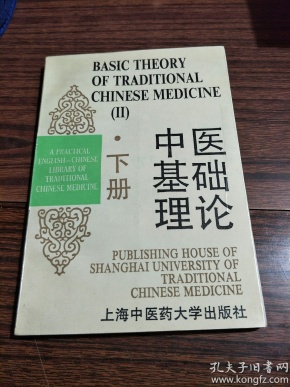 BASIC THEORY
OF TRADITIONAL
CHINESE MEDICINE
(II)
A PRACTICAL
ENGLISH-CHINESE
LIBRARY OF
TRADITIONAL
CHINESE MEDICINE
中医
基础
理论
·下册
PUBLISHING HOUSE OF
SHANGHAI UNIVERSITY OF
TRADITIONAL
CHINESE MEDICINE
上海中医药大学出版社
孔夫子旧书网
www.kongfz.com